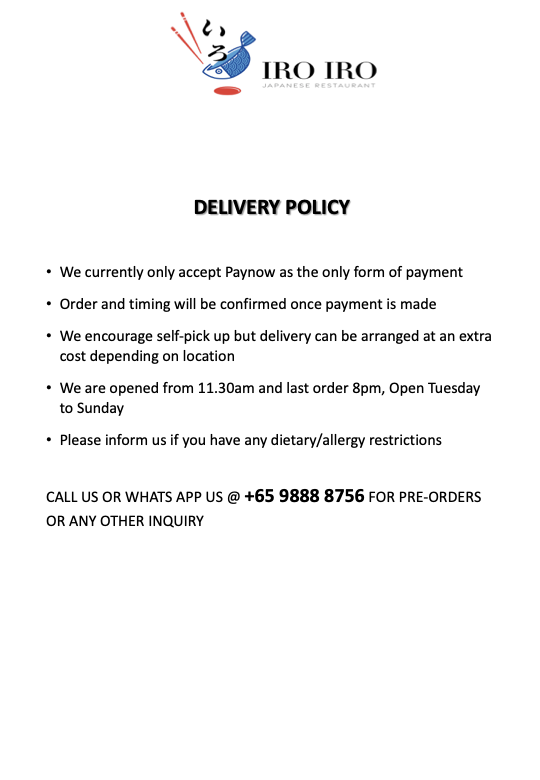 いろ
IRO IRO
JAPANESE RESTAURANT
DELIVERY POLICY
• We currently only accept Paynow as the only form of payment
• Order and timing will be confirmed once payment is made
• We encourage self-pick up but delivery can be arranged at an extra
cost depending on location
• We are opened from 11.30am and last order 8pm, Open Tuesday
to Sunday
• Please inform us if you have any dietary/allergy restrictions
CALL US OR WHATS APP US @ +65 9888 8756 FOR PRE-ORDERS
OR ANY OTHER INQUIRY